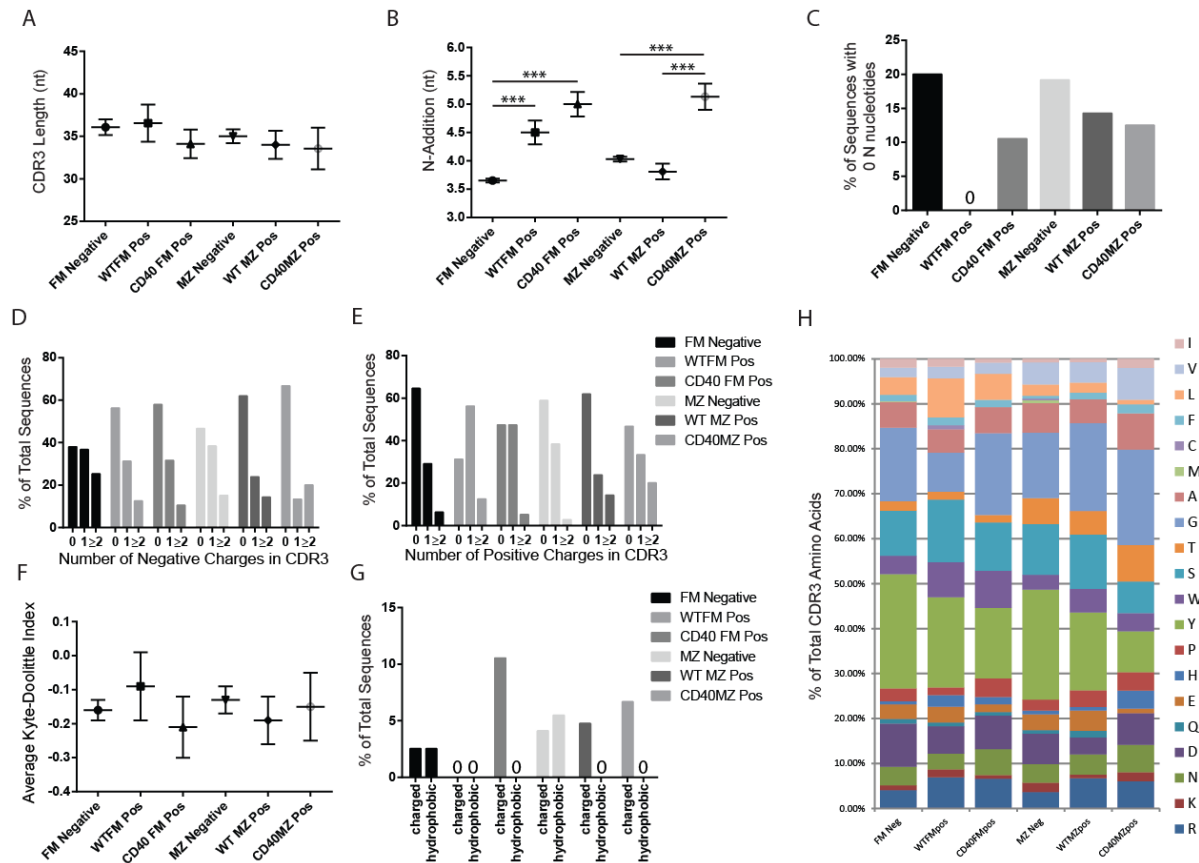 A
CDR3 Length (nt)
45
40
35
30
25
FM Negative
WTFM Pos
CD40 FM Pos
MZ Negative
WT MZ Pos
CD40MZ Pos
B
N-Addition (nt)
6.0
5.5
5.0
4.5
4.0
3.5
3.0
***
***
***
***
FM Negative
WTFM Pos
CD40 FM Pos
MZ Negative
WT MZ Pos
CD40MZ Pos
C
% of Sequences with
0 N nucleotides
25
20
15
10
5
0
0
FM Negative
WTFM Pos
CD40 FM Pos
MZ Negative
WT MZ Pos
CD40MZ Pos
D
% of Total Sequences
80
60
40
20
0
0 1 ≥2 0 1 ≥2 0 1 ≥2 0 1 ≥2 0 1 ≥2 0 1 ≥2
Number of Negative Charges in CDR3
E
% of Total Sequences
80
60
40
20
0
0 1 ≥2 0 1 ≥2 0 1 ≥2 0 1 ≥2 0 1 ≥2 0 1 ≥2
Number of Positive Charges in CDR3
FM Negative
WTFM Pos
CD40 FM Pos
MZ Negative
WT MZ Pos
CD40MZ Pos
F
Average Kyte-Doolittle Index
0.1
0.0
-0.1
-0.2
-0.3
-0.4
FM Negative
WTFM Pos
CD40 FM Pos
MZ Negative
WT MZ Pos
CD40MZ Pos
G
% of Total Sequences
15
10
5
0
0 0 0 0 0
charged
hydrophobic
charged
hydrophobic
charged
hydrophobic
charged
hydrophobic
charged
hydrophobic
charged
hydrophobic
FM Negative
WTFM Pos
CD40 FM Pos
MZ Negative
WT MZ Pos
CD40MZ Pos
H
% of Total CDR3 Amino Acids
100.00%
90.00%
80.00%
70.00%
60.00%
50.00%
40.00%
30.00%
20.00%
10.00%
0.00%
FM Neg
WTFMpos
CD40FMpos
MZ Neg
WTMZpos
CD40MZpos
I
V
L
F
C
M
A
G
T
S
W
Y
P
H
E
Q
D
N
K
R